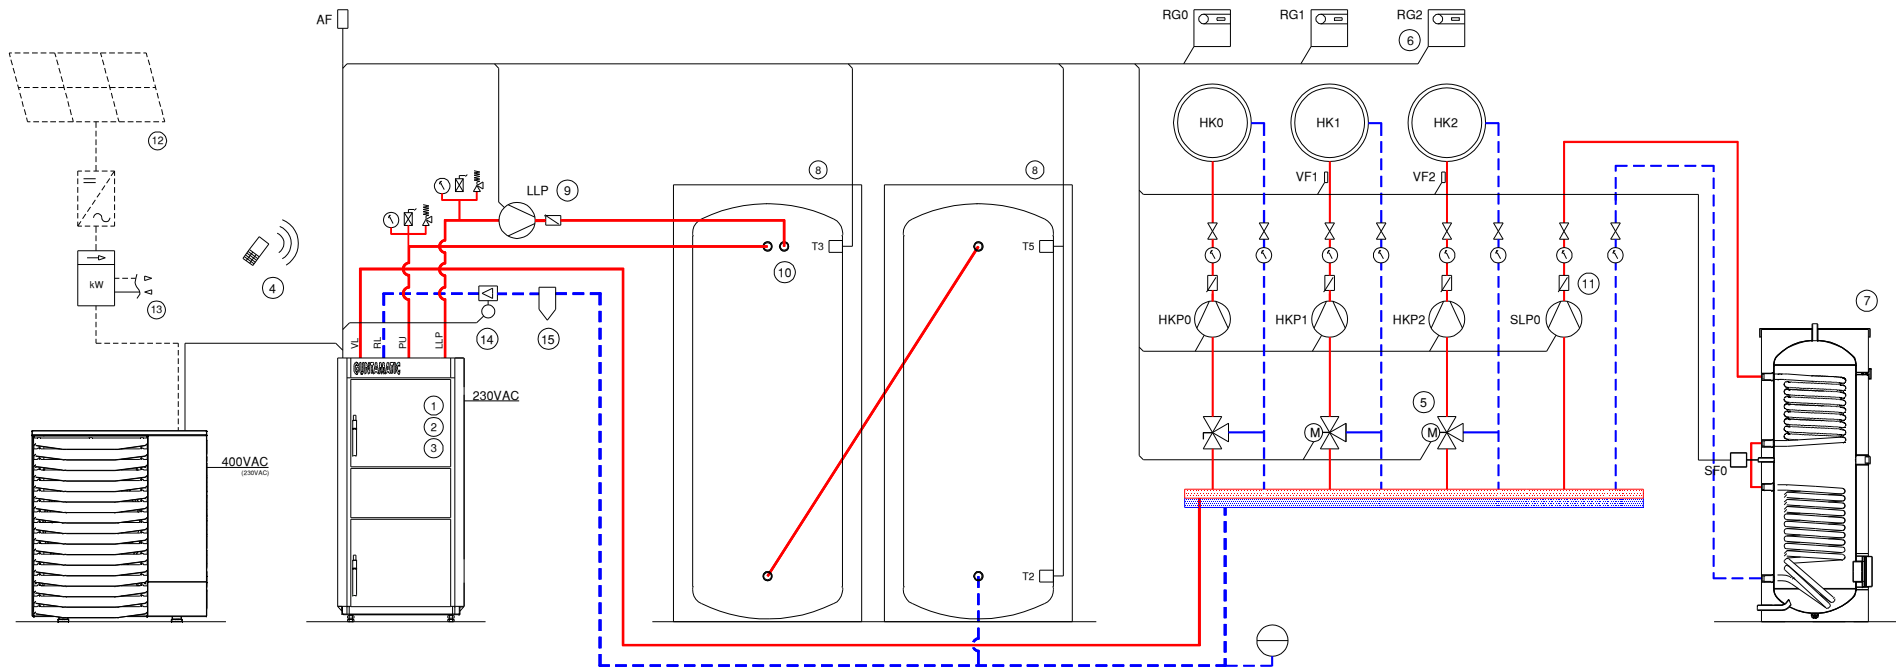 AF
RG0
RG1
RG2
6
HK0
HK1
HK2
12
8
8
LLP
9
VF1
VF2
T3
T5
10
4
kW
13
11
7
HKP0
HKP1
HKP2
SLP0
14
15
VL
RL
PU
LLP
GUNTAMATIC
230VAC
1
2
3
5
M
M
400VAC
(230VAC)
SF0
T2